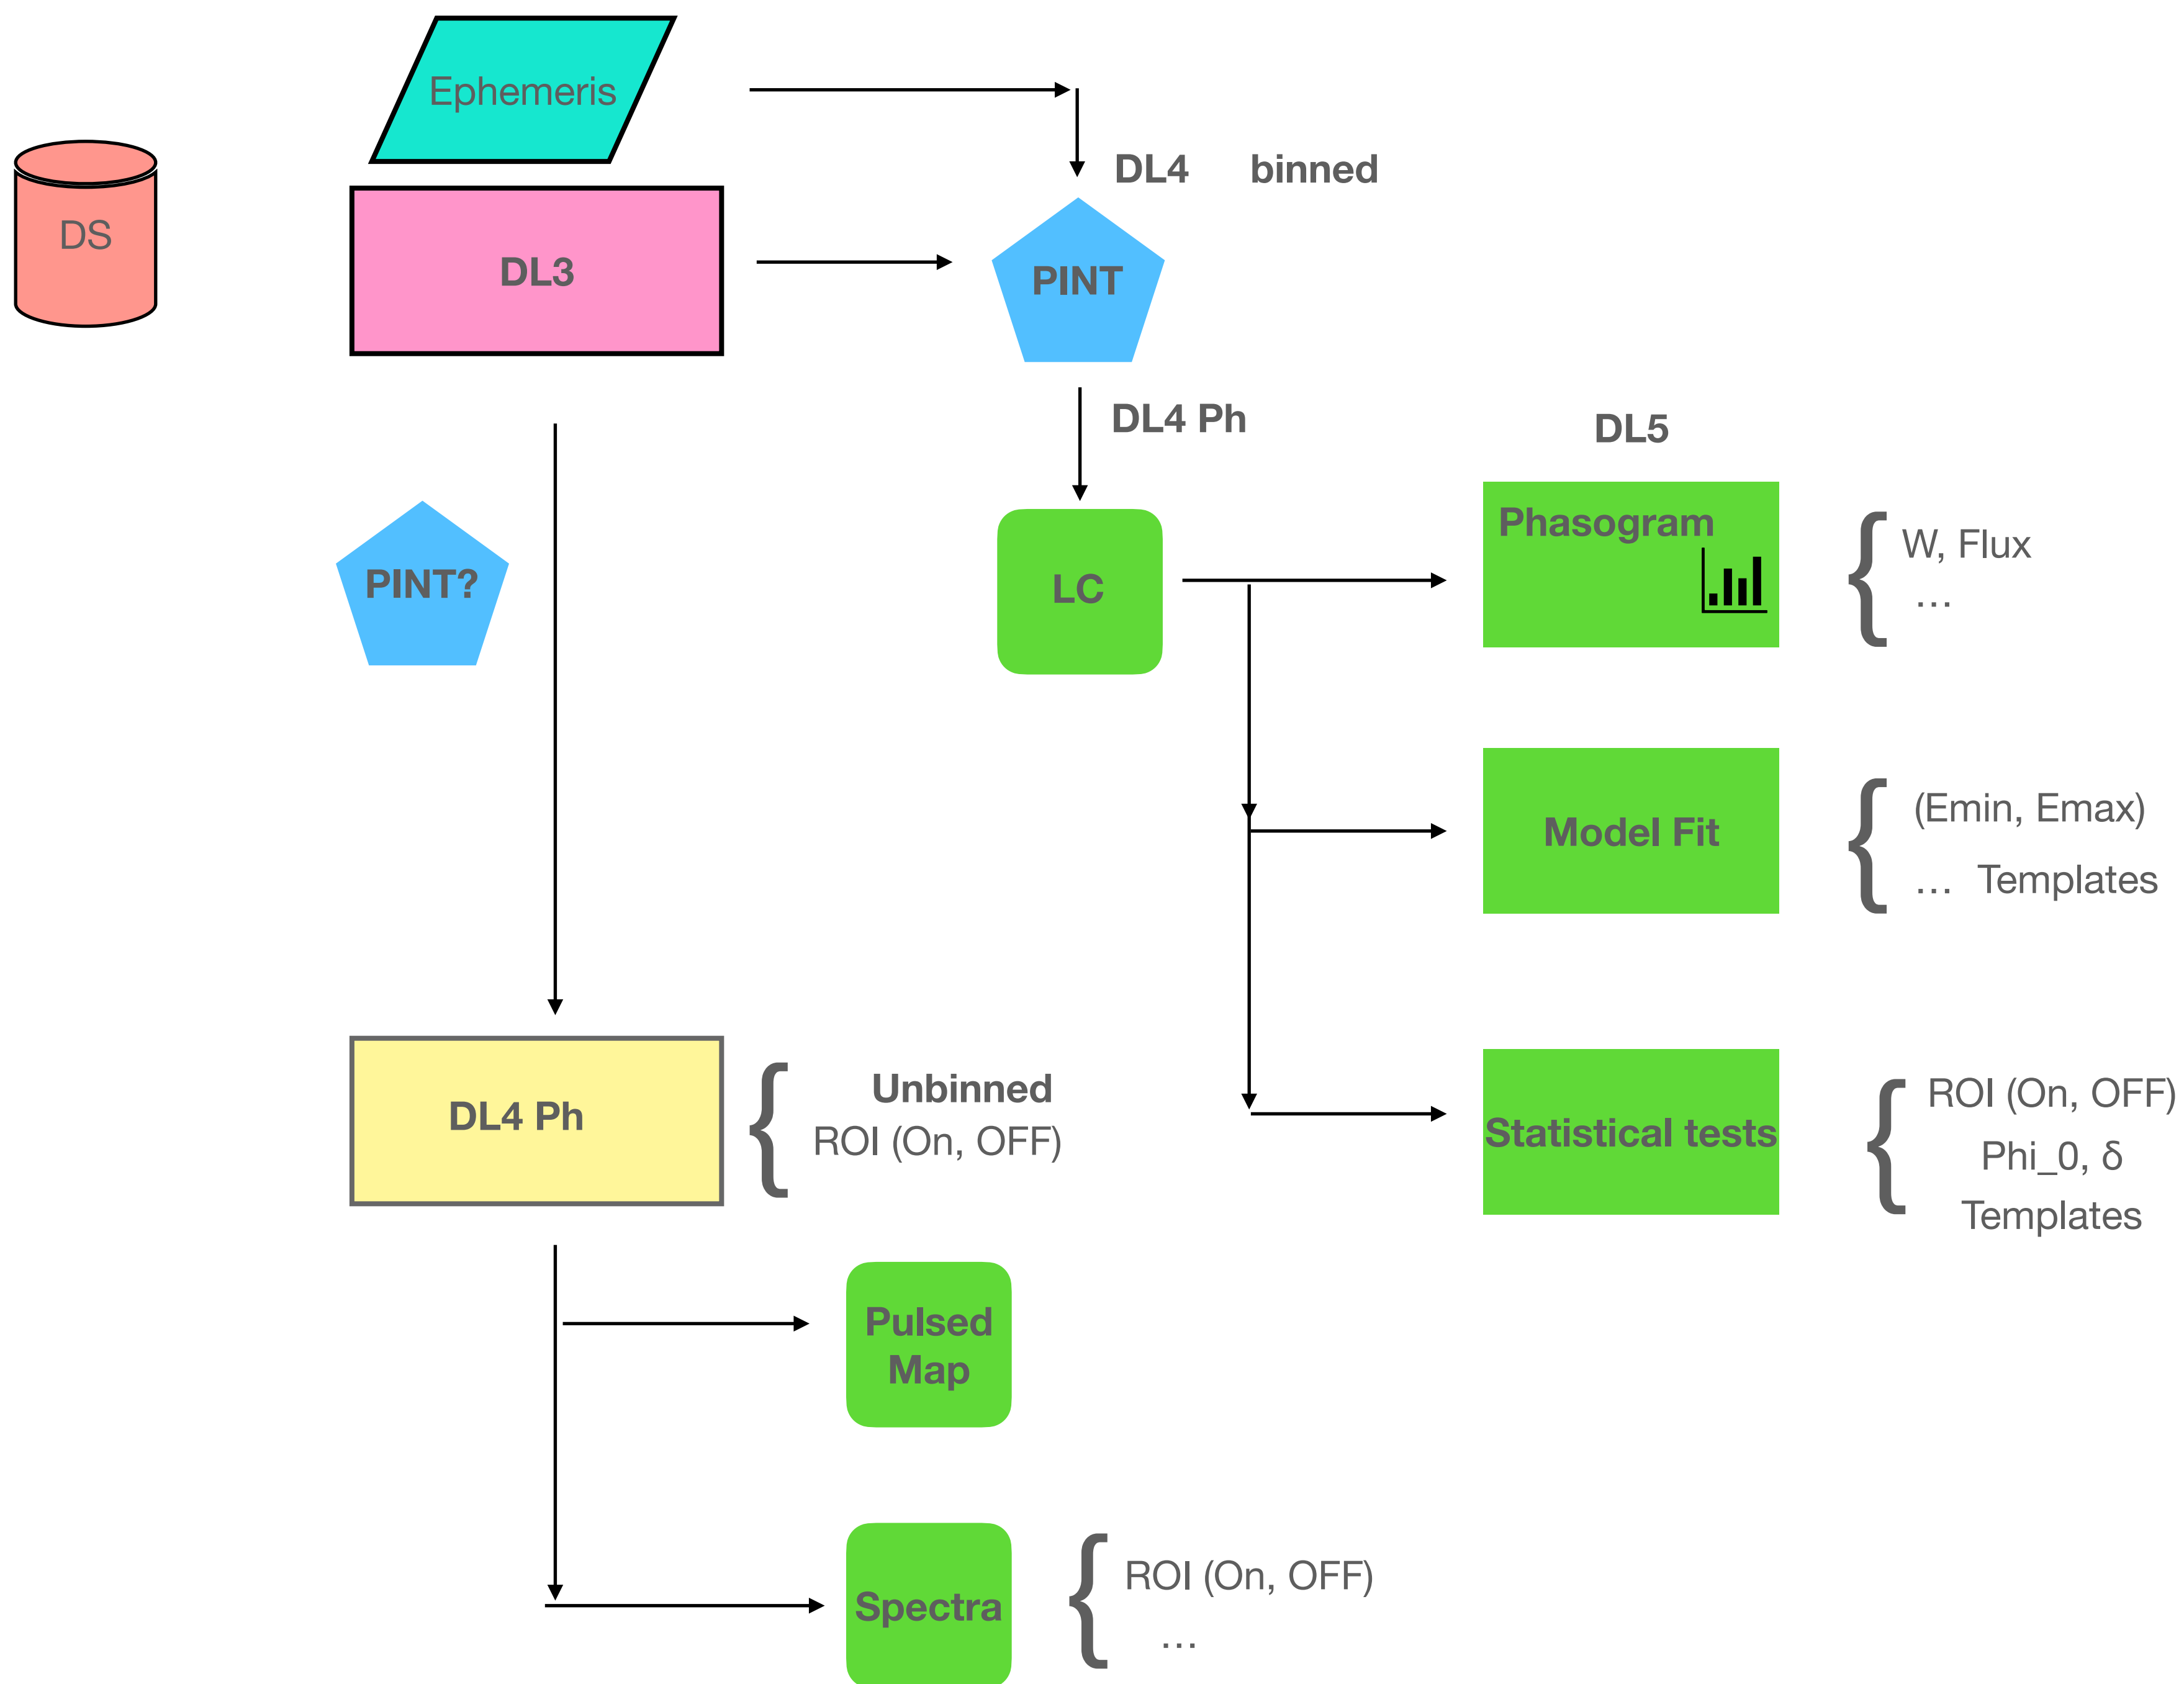 Ephemeris
DS
DL3
DL4 binned
PINT
DL4 Ph
DL5
PINT?
LC
Phasogram
W, Flux
...
Model Fit
(Emin, Emax)
... Templates
DL4 Ph
Unbinned
ROI (On, OFF)
Statistical tests
ROI (On, OFF)
Phi_0, δ
Templates
Pulsed
Map
Spectra
ROI (On, OFF)
...